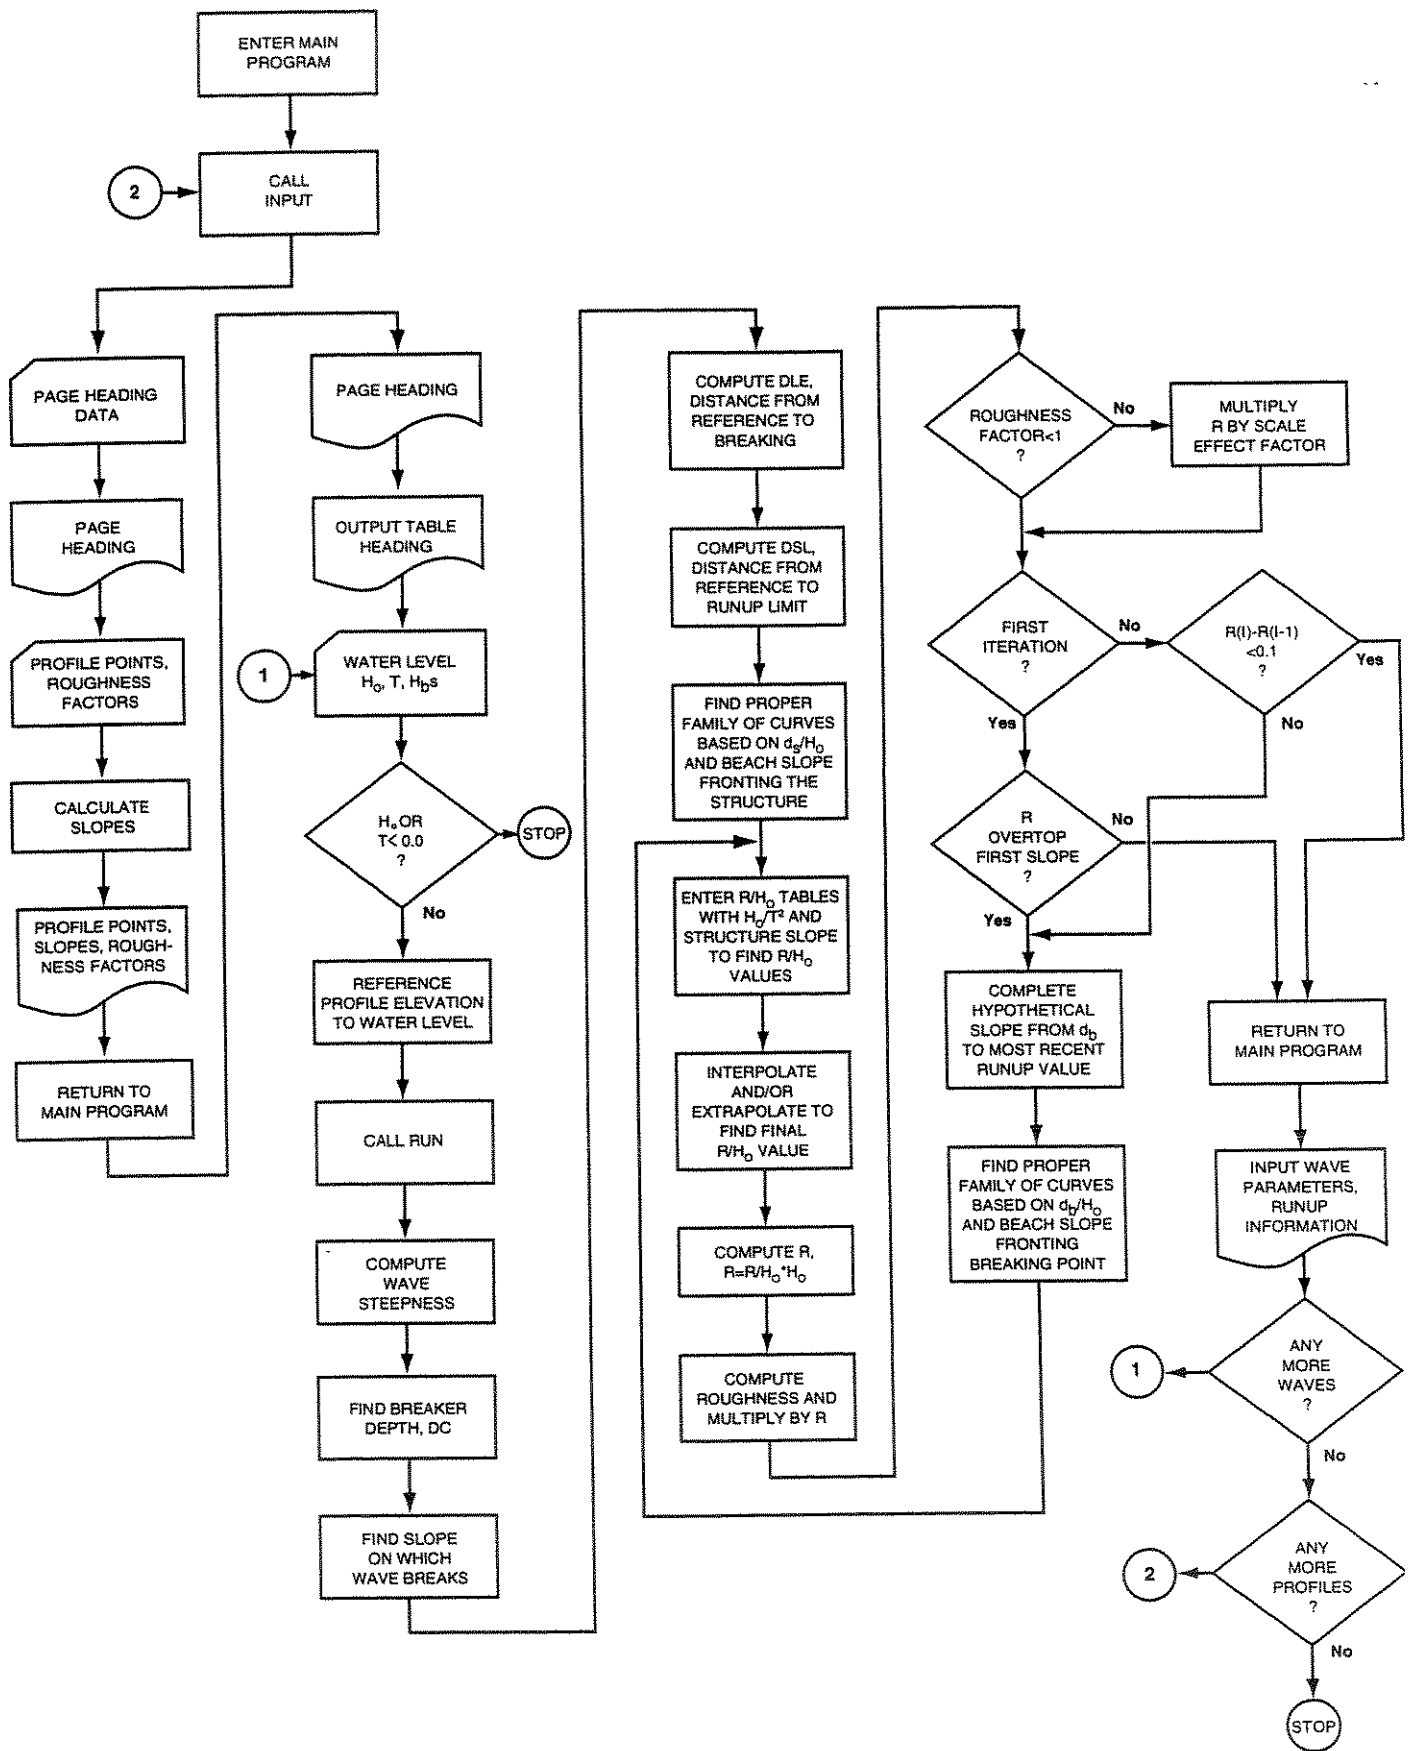 ENTER MAIN
PROGRAM
2
CALL
INPUT
PAGE HEADING
DATA
PAGE
HEADING
PROFILE POINTS,
ROUGHNESS
FACTORS
CALCULATE
SLOPES
PROFILE POINTS,
SLOPES, ROUGH-
NESS FACTORS
RETURN TO
MAIN PROGRAM
PAGE HEADING
OUTPUT TABLE
HEADING
1
WATER LEVEL
Hₒ, T, H_bs
Hₒ OR
T< 0.0
?
STOP
No
REFERENCE
PROFILE ELEVATION
TO WATER LEVEL
CALL RUN
COMPUTE
WAVE
STEEPNESS
FIND BREAKER
DEPTH, DC
FIND SLOPE
ON WHICH
WAVE BREAKS
COMPUTE DLE,
DISTANCE FROM
REFERENCE TO
BREAKING
COMPUTE DSL,
DISTANCE FROM
REFERENCE TO
RUNUP LIMIT
FIND PROPER
FAMILY OF CURVES
BASED ON dₛ/Hₒ
AND BEACH SLOPE
FRONTING THE
STRUCTURE
ENTER R/Hₒ TABLES
WITH Hₒ/T² AND
STRUCTURE SLOPE
TO FIND R/Hₒ
VALUES
INTERPOLATE
AND/OR
EXTRAPOLATE TO
FIND FINAL
R/Hₒ VALUE
COMPUTE R,
R=R/Hₒ*Hₒ
COMPUTE
ROUGHNESS AND
MULTIPLY BY R
ROUGHNESS
FACTOR<1
?
No
MULTIPLY
R BY SCALE
EFFECT FACTOR
FIRST
ITERATION
?
No
Yes
R(I)-R(I-1)
<0.1
?
Yes
No
R
OVERTOP
FIRST SLOPE
?
No
Yes
COMPLETE
HYPOTHETICAL
SLOPE FROM d_b
TO MOST RECENT
RUNUP VALUE
FIND PROPER
FAMILY OF CURVES
BASED ON d_b/Hₒ
AND BEACH SLOPE
FRONTING
BREAKING POINT
RETURN TO
MAIN PROGRAM
INPUT WAVE
PARAMETERS,
RUNUP
INFORMATION
ANY
MORE
WAVES
?
1
No
ANY
MORE
PROFILES
?
2
No
STOP